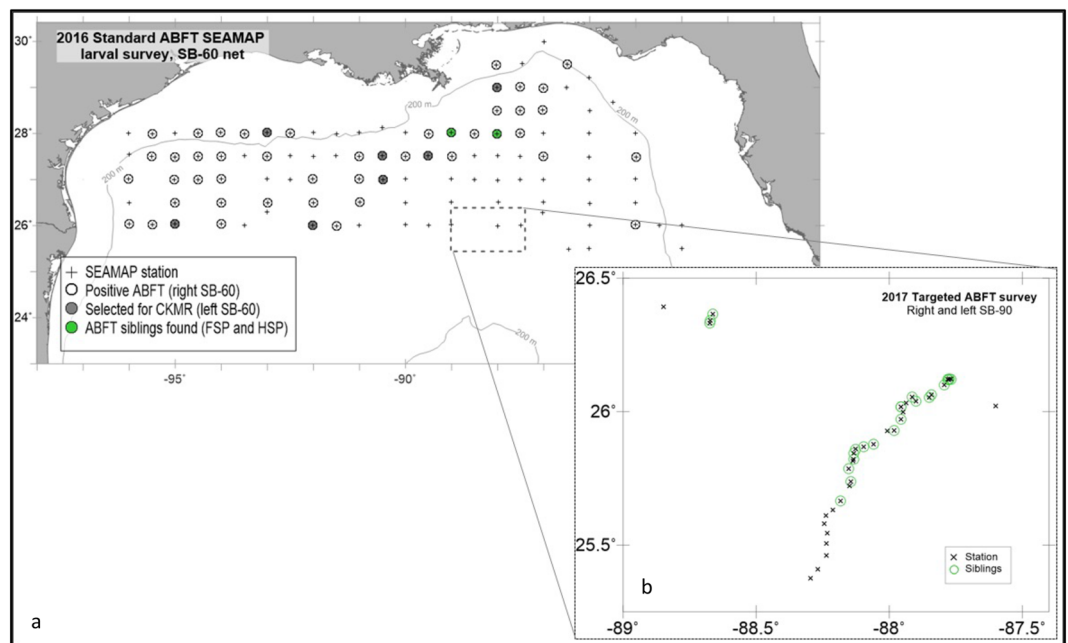 2016 Standard ABFT SEAMAP
larval survey, SB-60 net
30°
28°
26°
24°
200 m
200 m
200 m
200 m
+ SEAMAP station
Positive ABFT (right SB-60)
Selected for CKMR (left SB-60)
ABFT siblings found (FSP and HSP)
-95°
-90°
a
2017 Targeted ABFT survey
Right and left SB-90
26.5°
26°
25.5°
× Station
Siblings
b
-89°
-88.5°
-88°
-87.5°